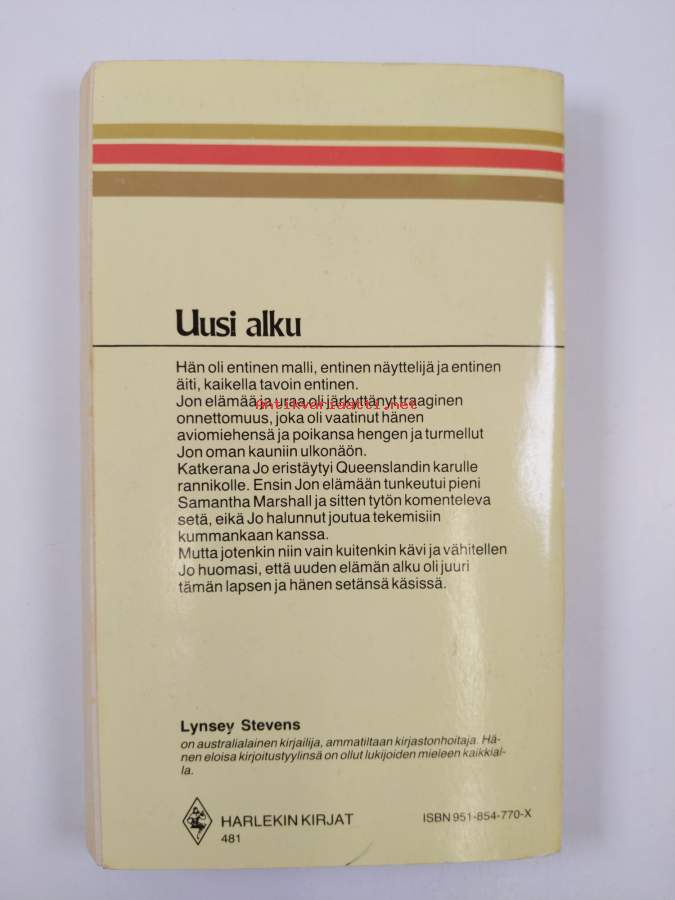 Uusi alku
Hän oli entinen malli, entinen näyttelijä ja entinen
äiti, kaikella tavoin entinen.
Jon elämää ja uraa oli järkyttänyt traaginen
antikvariaatti.net
onnettomuus, joka oli vaatinut hänen
aviomiehensä ja poikansa hengen ja turmellut
Jon oman kauniin ulkonäön.
Katkerana Jo eristäytyi Queenslandin karulle
rannikolle. Ensin Jon elämään tunkeutui pieni
Samantha Marshall ja sitten tytön komenteleva
setä, eikä Jo halunnut joutua tekemisiin
kummankaan kanssa.
Mutta jotenkin niin vain kuitenkin kävi ja vähitellen
Jo huomasi, että uuden elämän alku oli juuri
tämän lapsen ja hänen setänsä käsissä.
Lynsey Stevens
on australialainen kirjailija, ammatiltaan kirjastonhoitaja. Hä-
nen eloisa kirjoitustyylinsä on ollut lukijoiden mieleen kaikkial-
la.
HARLEKIN KIRJAT
481
ISBN 951-854-770-X